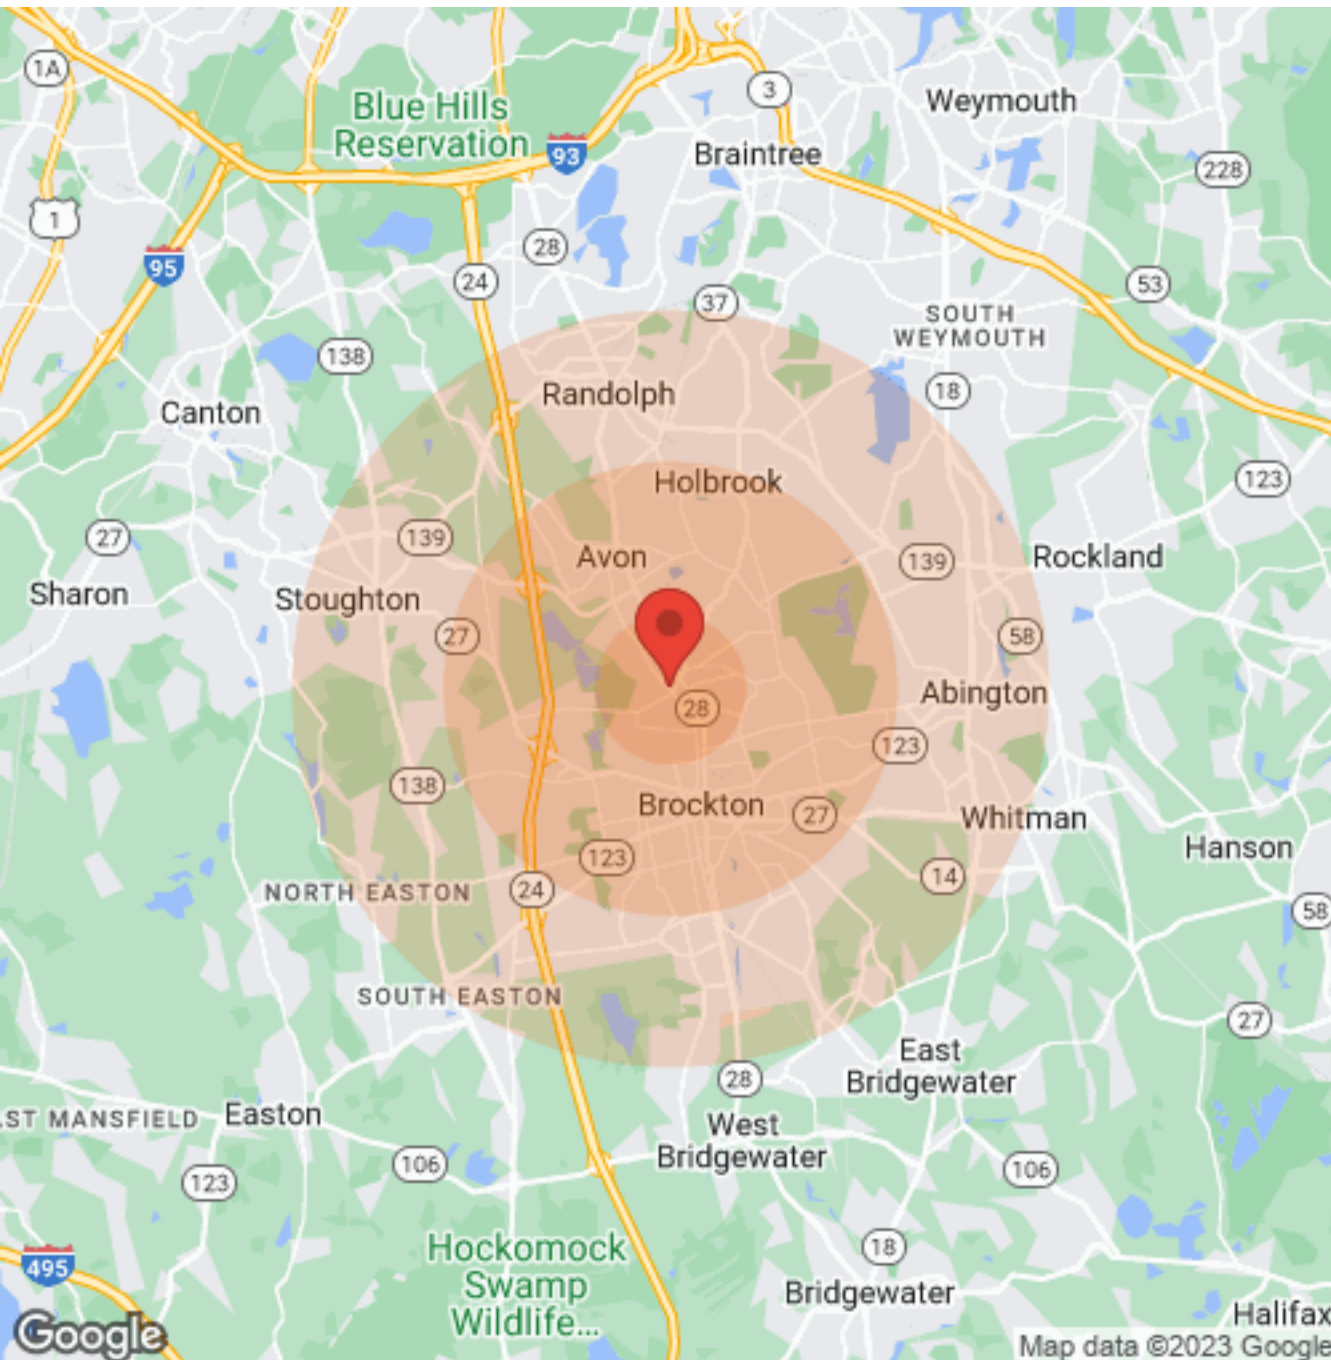 1A
3
Weymouth
Blue Hills
Reservation
93
Braintree
228
1
28
95
24
53
37
SOUTH
WEYMOUTH
138
18
Randolph
Canton
123
Holbrook
27
139
Avon
139
Rockland
Sharon
Stoughton
27
58
Abington
28
123
138
Brockton
27
Whitman
Hanson
123
14
NORTH EASTON
24
58
SOUTH EASTON
27
East
Bridgewater
28
Easton
ST MANSFIELD
West
Bridgewater
106
106
123
Hockomock
Swamp
Wildlife...
18
495
Bridgewater
Halifax
Google
Map data ©2023 Google